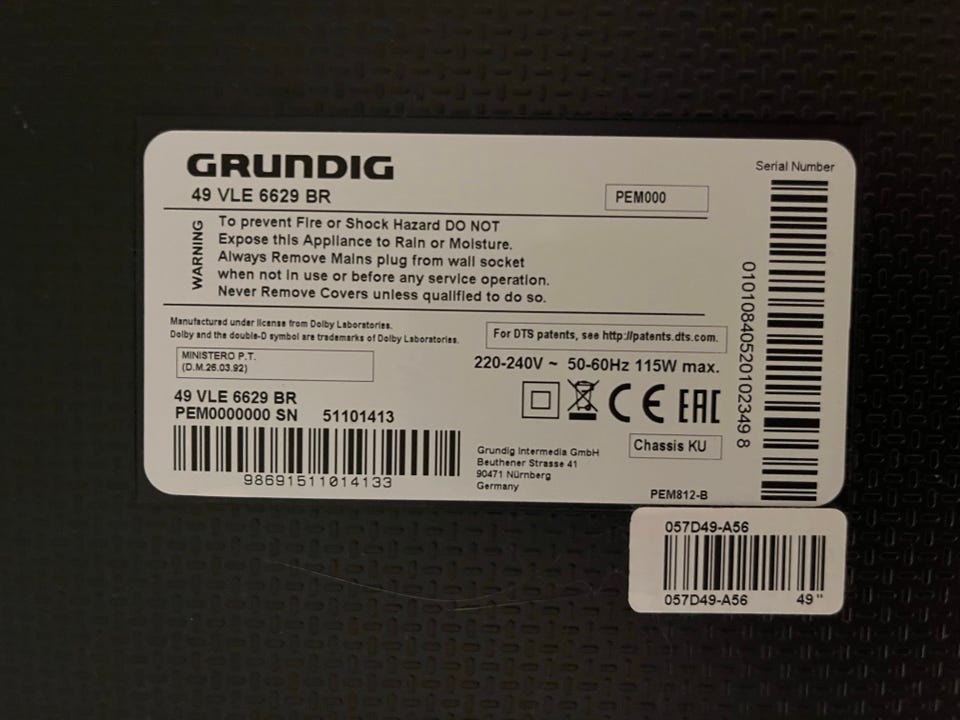 GRUNDIG
49 VLE 6629 BR
PEM000
Serial Number
WARNING
To prevent Fire or Shock Hazard DO NOT
Expose this Appliance to Rain or Moisture.
Always Remove Mains plug from wall socket
when not in use or before any service operation.
Never Remove Covers unless qualified to do so.
Manufactured under license from Dolby Laboratories.
Dolby and the double-D symbol are trademarks of Dolby Laboratories.
For DTS patents, see http://patents.dts.com.
MINISTERO P.T.
(D.M.26.03.92)
220-240V ~ 50-60Hz 115W max.
CE EAC
49 VLE 6629 BR
PEM0000000 SN 51101413
98691511014133
Grundig Intermedia GmbH
Beuthener Strasse 41
90471 Nürnberg
Germany
Chassis KU
PEM812-B
010108405201023498
057D49-A56
057D49-A56 49"